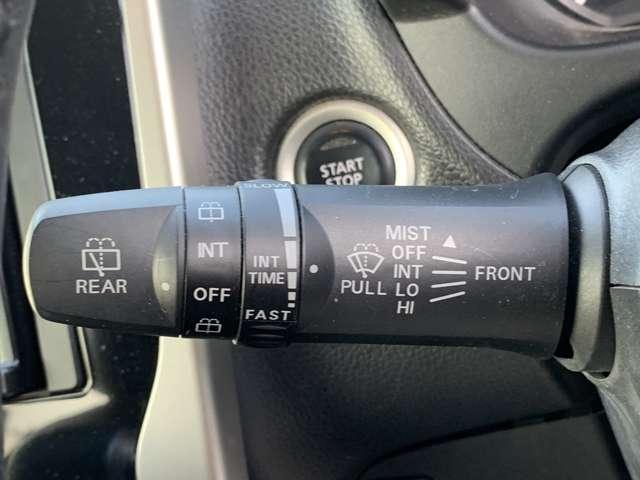 START
STOP
REAR
INT
OFF
SLOW
INT
TIME
FAST
PULL
MIST
OFF
INT
LO
HI
FRONT